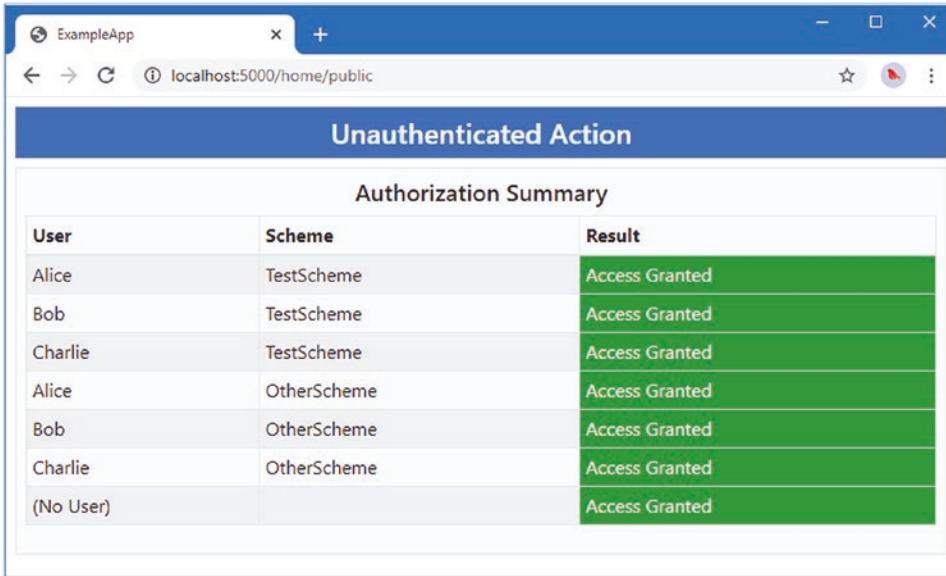 ExampleApp
localhost:5000/home/public
Unauthenticated Action
Authorization Summary
User Scheme Result
Alice TestScheme Access Granted
Bob TestScheme Access Granted
Charlie TestScheme Access Granted
Alice OtherScheme Access Granted
Bob OtherScheme Access Granted
Charlie OtherScheme Access Granted
(No User) Access Granted